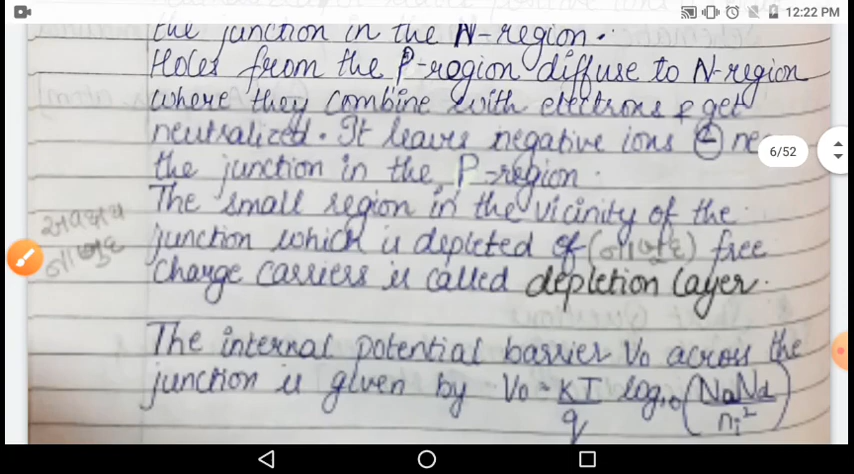 12:22 PM
the junction in the N-region.
Holes from the P-region diffuse to N-region
where they combine with electrons & get
neutralized. It leaves negative ions ⊖ ne
6/52
the junction in the P-region.
The small region in the vicinity of the
junction which is depleted of (નાબૂદ) free
charge carriers is called depletion layer.
અવક્ષય
નાબૂદ
The internal potential barrier V₀ across the
junction is given by V₀ = KT/q log₁₀ (NaNd/ni²)